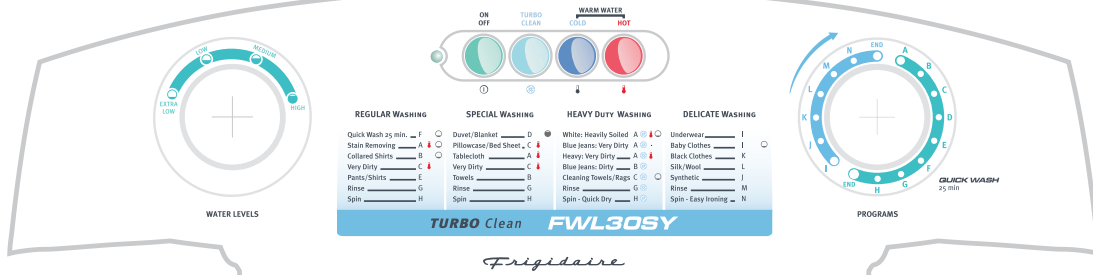 ON
OFF
TURBO
CLEAN
WARM WATER
COLD
HOT
EXTRA
LOW
LOW
MEDIUM
HIGH
WATER LEVELS
REGULAR WASHING
Quick Wash 25 min. F
Stain Removing A
Collared Shirts B
Very Dirty C
Pants/Shirts E
Rinse G
Spin H
SPECIAL WASHING
Duvet/Blanket D
Pillowcase/Bed Sheet C
Tablecloth A
Very Dirty C
Towels B
Rinse G
Spin H
HEAVY DUTY WASHING
White: Heavily Soiled A
Blue Jeans: Very Dirty A
Heavy: Very Dirty A
Blue Jeans: Dirty B
Cleaning Towels/Rags C
Rinse G
Spin - Quick Dry H
DELICATE WASHING
Underwear I
Baby Clothes I
Black Clothes K
Silk/Wool L
Synthetic J
Rinse M
Spin - Easy Ironing N
TURBO Clean FWL30SY
Frigidaire
END
A
B
C
D
E
F
G
H
END
I
J
K
L
M
N
QUICK WASH
25 min
PROGRAMS